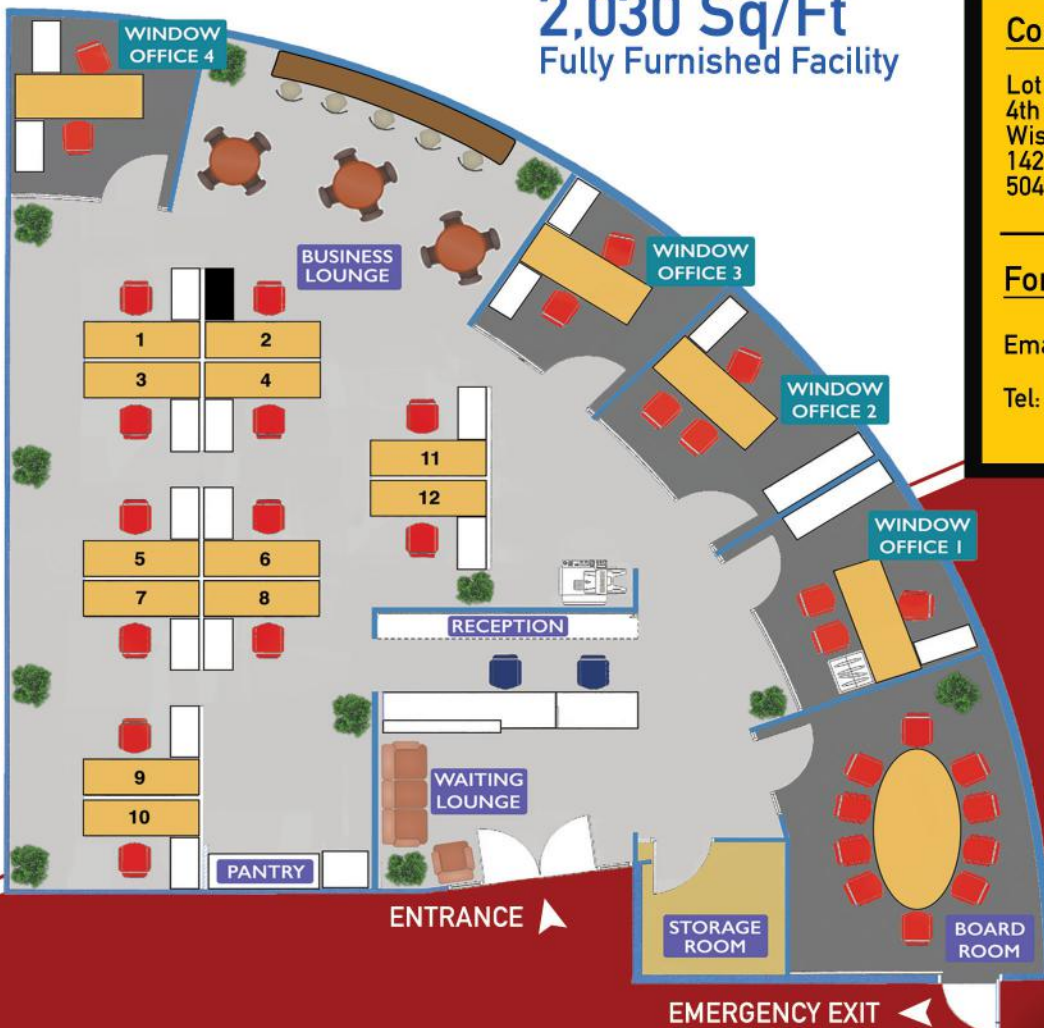 2,030 Sq/Ft
Fully Furnished Facility
Lot
4th
142
504
Tel:
WINDOW
OFFICE 4
BUSINESS
LOUNGE
WINDOW
OFFICE 3
WINDOW
OFFICE 2
WINDOW
OFFICE 1
1
2
3
4
11
12
5
6
7
8
RECEPTION
9
10
WAITING
LOUNGE
PANTRY
ENTRANCE
STORAGE
ROOM
BOARD
ROOM
EMERGENCY EXIT